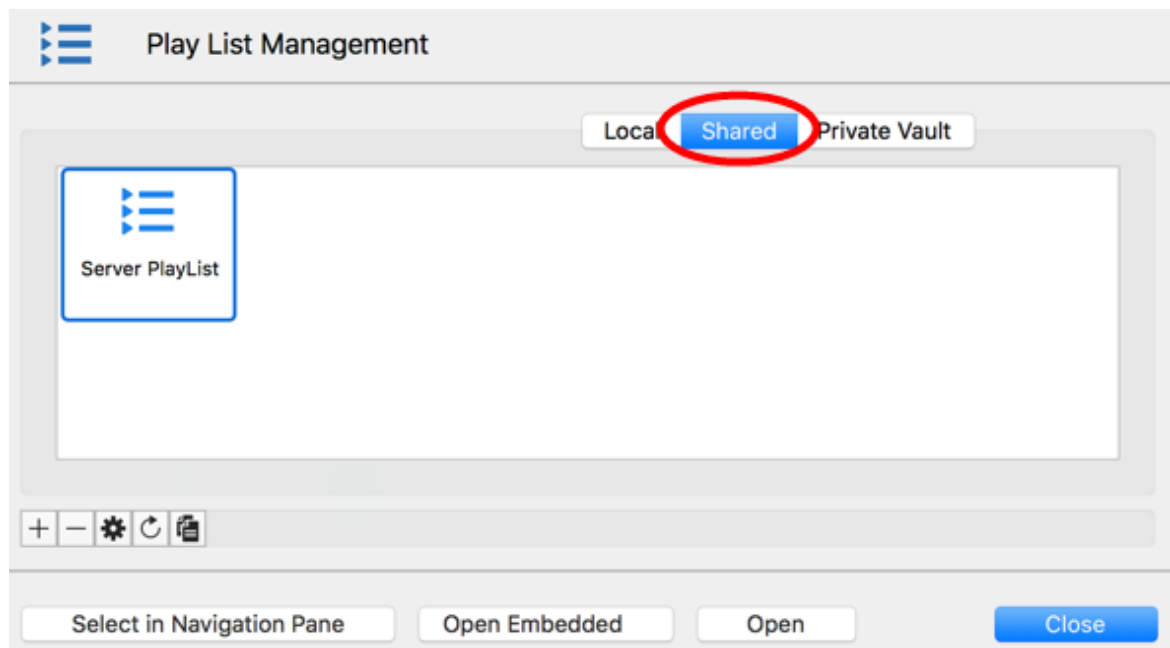 Play List Management
Local Shared Private Vault
Server PlayList
Select in Navigation Pane Open Embedded Open Close